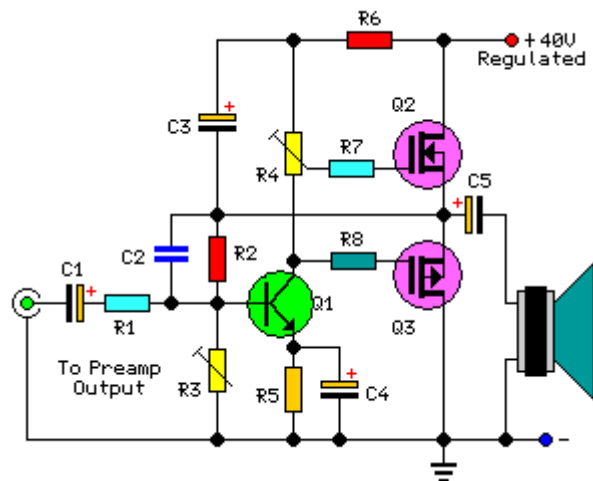 R6
+ 40V
Regulated
Q2
C3
+
R7
R4
C5
+
R2
R8
C2
C1
+
Q1
R1
Q3
To Preamp
Output
R3
R5
+
C4
-